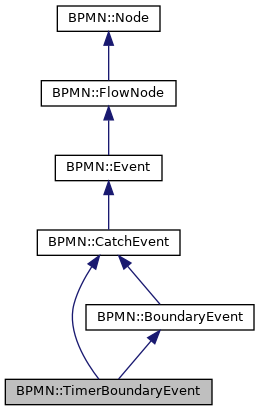 BPMN::Node
BPMN::FlowNode
BPMN::Event
BPMN::CatchEvent
BPMN::BoundaryEvent
BPMN::TimerBoundaryEvent